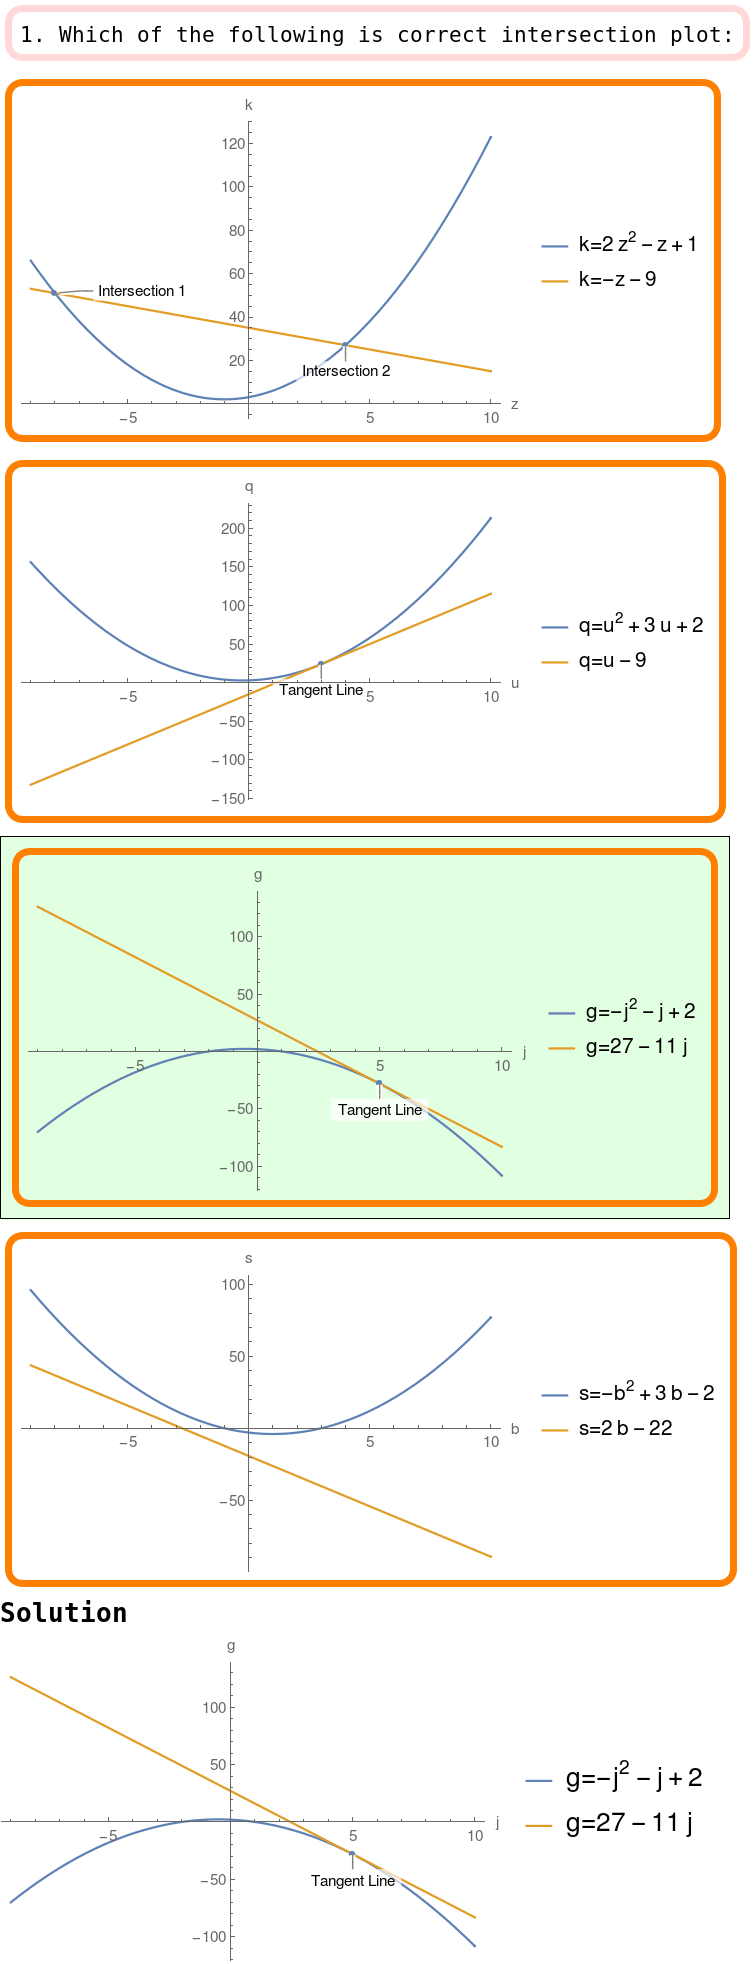 1. Which of the following is correct intersection plot:
k
120
100
80
60
40
20
−5
5
10
z
Intersection 1
Intersection 2
k=2 z² − z + 1
k=−z − 9
q
200
150
100
50
−50
−100
−150
−5
5
10
u
Tangent Line
q=u² + 3 u + 2
q=u − 9
g
100
50
−50
−100
−5
5
10
j
Tangent Line
g=−j² − j + 2
g=27 − 11 j
s
100
50
−50
−5
5
10
b
s=−b² + 3 b − 2
s=2 b − 22
Solution
g
100
50
−50
−100
−5
5
10
j
Tangent Line
g=−j² − j + 2
g=27 − 11 j